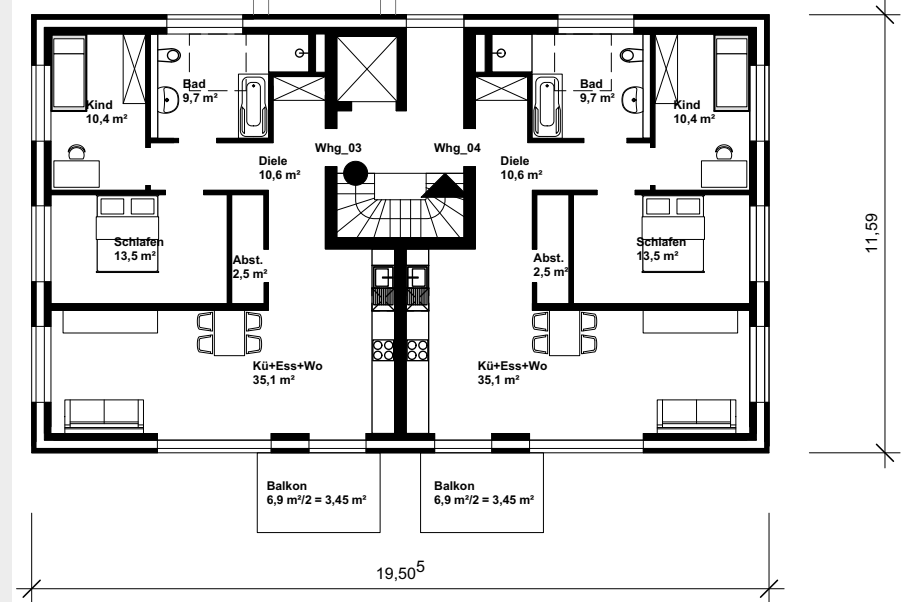 Bad
9,7 m²
Bad
9,7 m²
Kind
10,4 m²
Kind
10,4 m²
Whg_03
Whg_04
Diele
10,6 m²
Diele
10,6 m²
Schlafen
13,5 m²
Abst.
2,5 m²
Abst.
2,5 m²
Schlafen
13,5 m²
11,59
Kü+Ess+Wo
35,1 m²
Kü+Ess+Wo
35,1 m²
Balkon
6,9 m²/2 = 3,45 m²
Balkon
6,9 m²/2 = 3,45 m²
19,50⁵